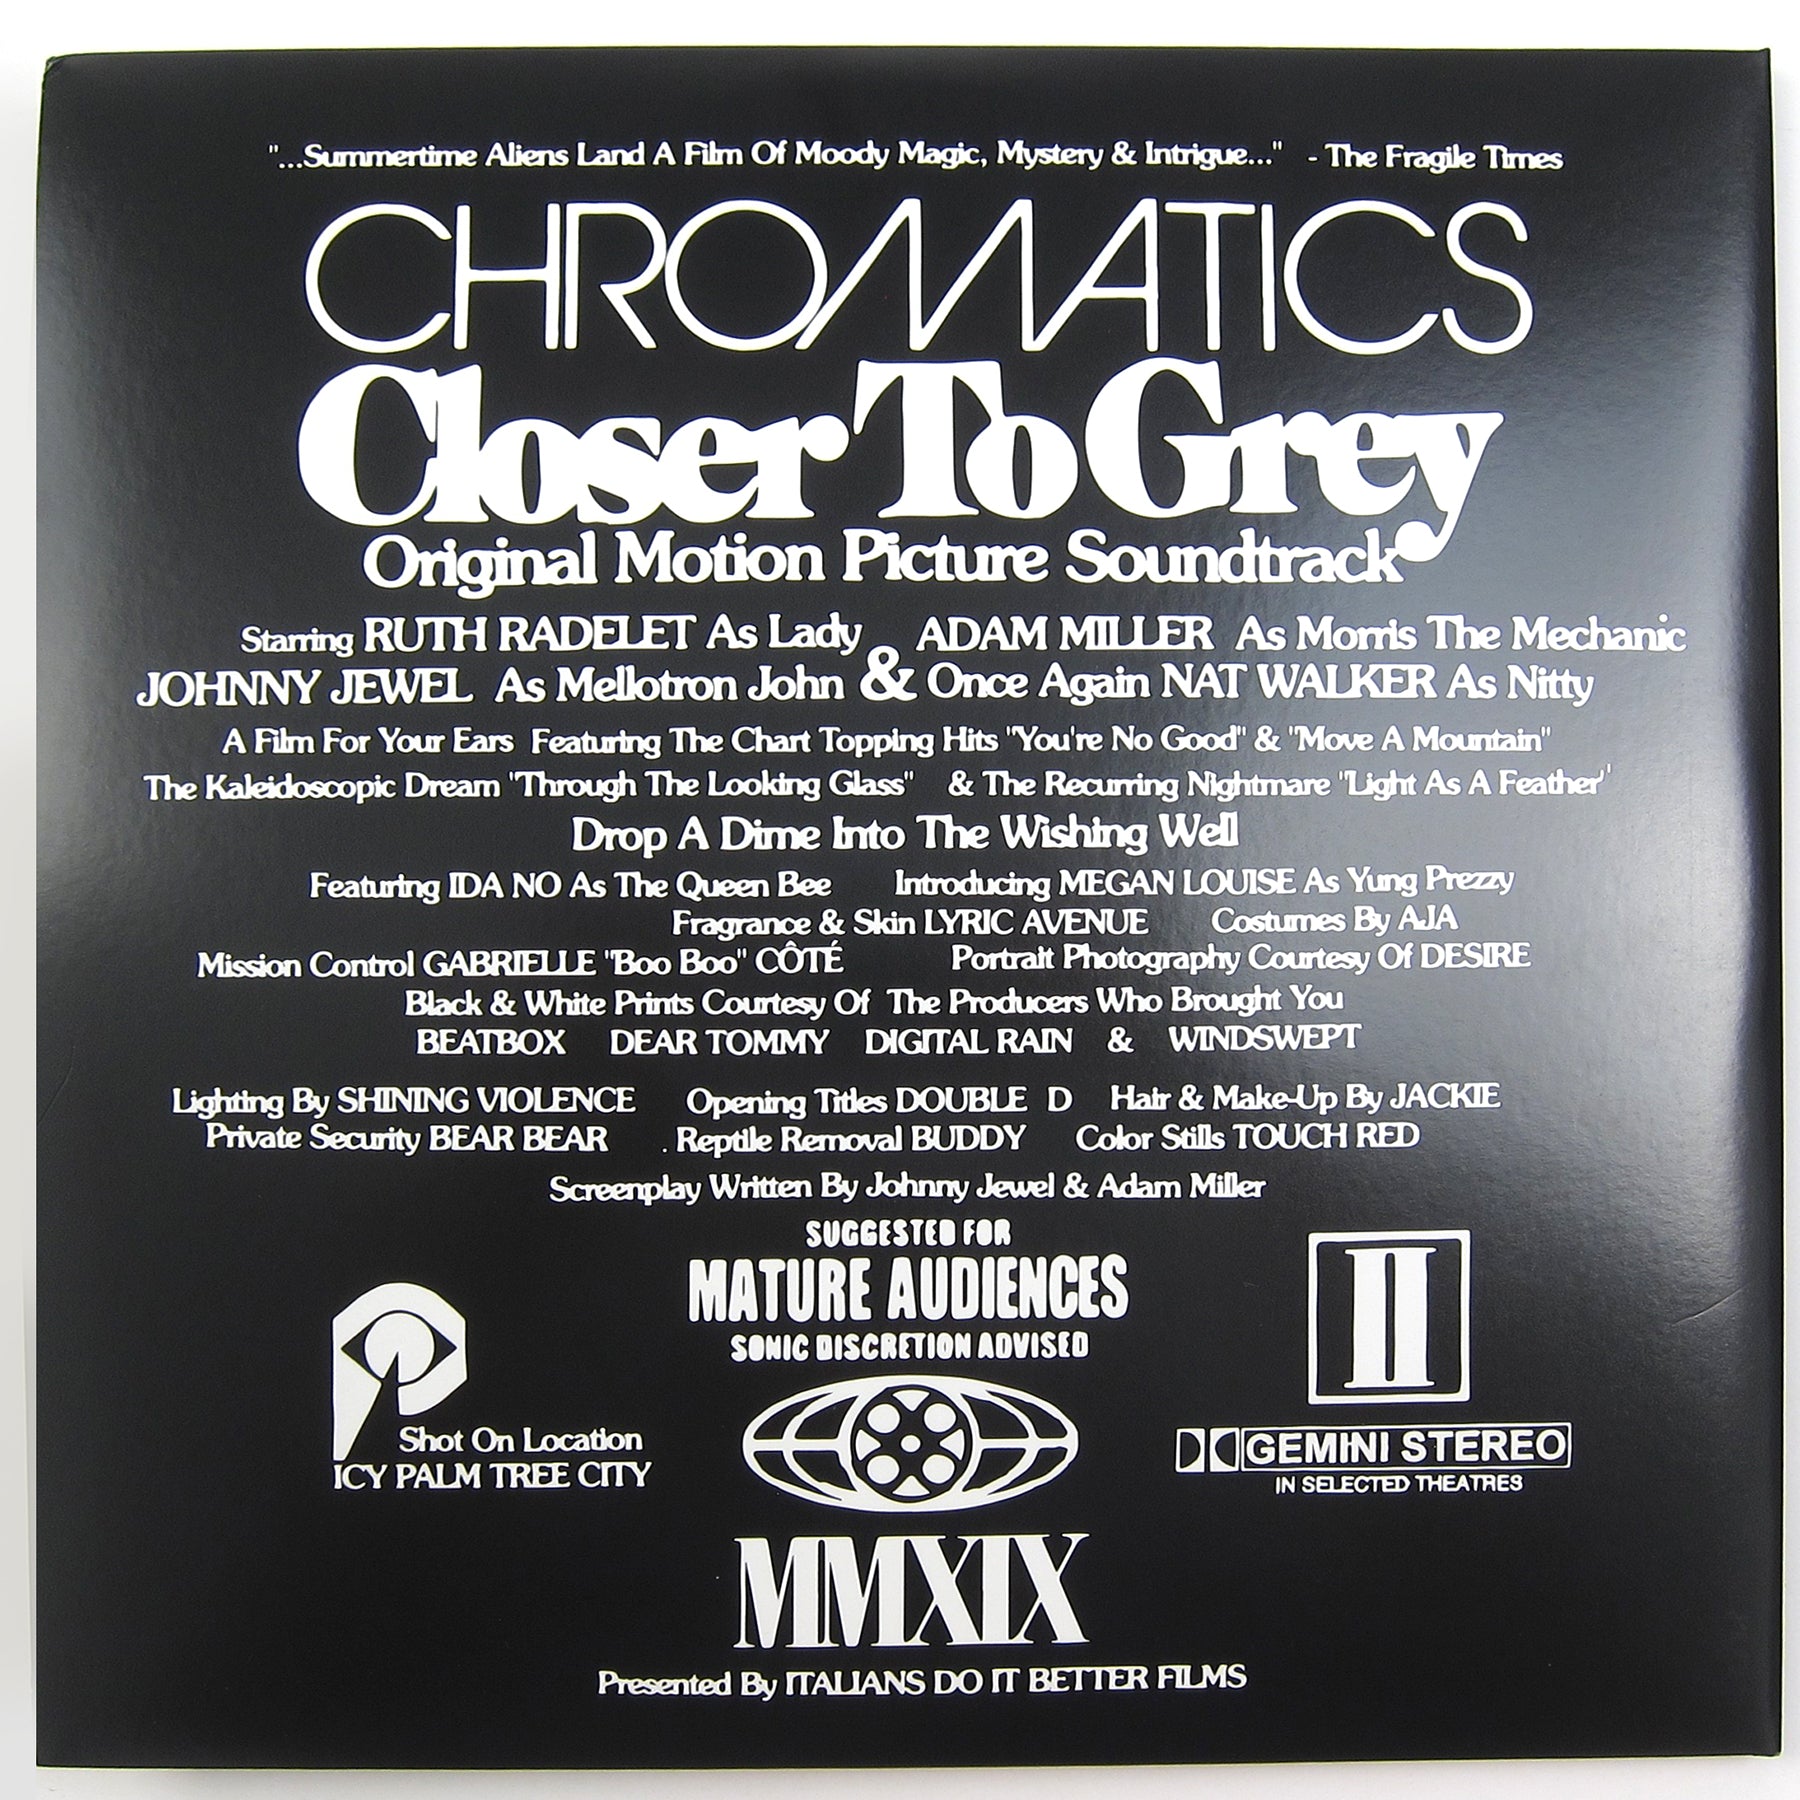 "...Summertime Aliens Land A Film Of Moody Magic, Mystery & Intrigue..." - The Fragile Times
CHROMATICS
Closer To Grey
Original Motion Picture Soundtrack
Starring RUTH RADELET As Lady & ADAM MILLER As Morris The Mechanic
JOHNNY JEWEL As Mellotron John & Once Again NAT WALKER As Nitty
A Film For Your Ears Featuring The Chart Topping Hits "You're No Good" & "Move A Mountain"
The Kaleidoscopic Dream "Through The Looking Glass" & The Recurring Nightmare "Light As A Feather"
Drop A Dime Into The Wishing Well
Featuring IDA NO As The Queen Bee Introducing MEGAN LOUISE As Yung Prezzy
Fragrance & Skin LYRIC AVENUE Costumes By AJA
Mission Control GABRIELLE "Boo Boo" CÔTÉ Portrait Photography Courtesy Of DESIRE
Black & White Prints Courtesy Of The Producers Who Brought You
BEATBOX DEAR TOMMY DIGITAL RAIN & WINDSWEPT
Lighting By SHINING VIOLENCE Opening Titles DOUBLE D Hair & Make-Up By JACKIE
Private Security BEAR BEAR . Reptile Removal BUDDY Color Stills TOUCH RED
Screenplay Written By Johnny Jewel & Adam Miller
SUGGESTED FOR
MATURE AUDIENCES
SONIC DISCRETION ADVISED
II
Shot On Location
ICY PALM TREE CITY
GEMINI STEREO
IN SELECTED THEATRES
MMXIX
Presented By ITALIANS DO IT BETTER FILMS